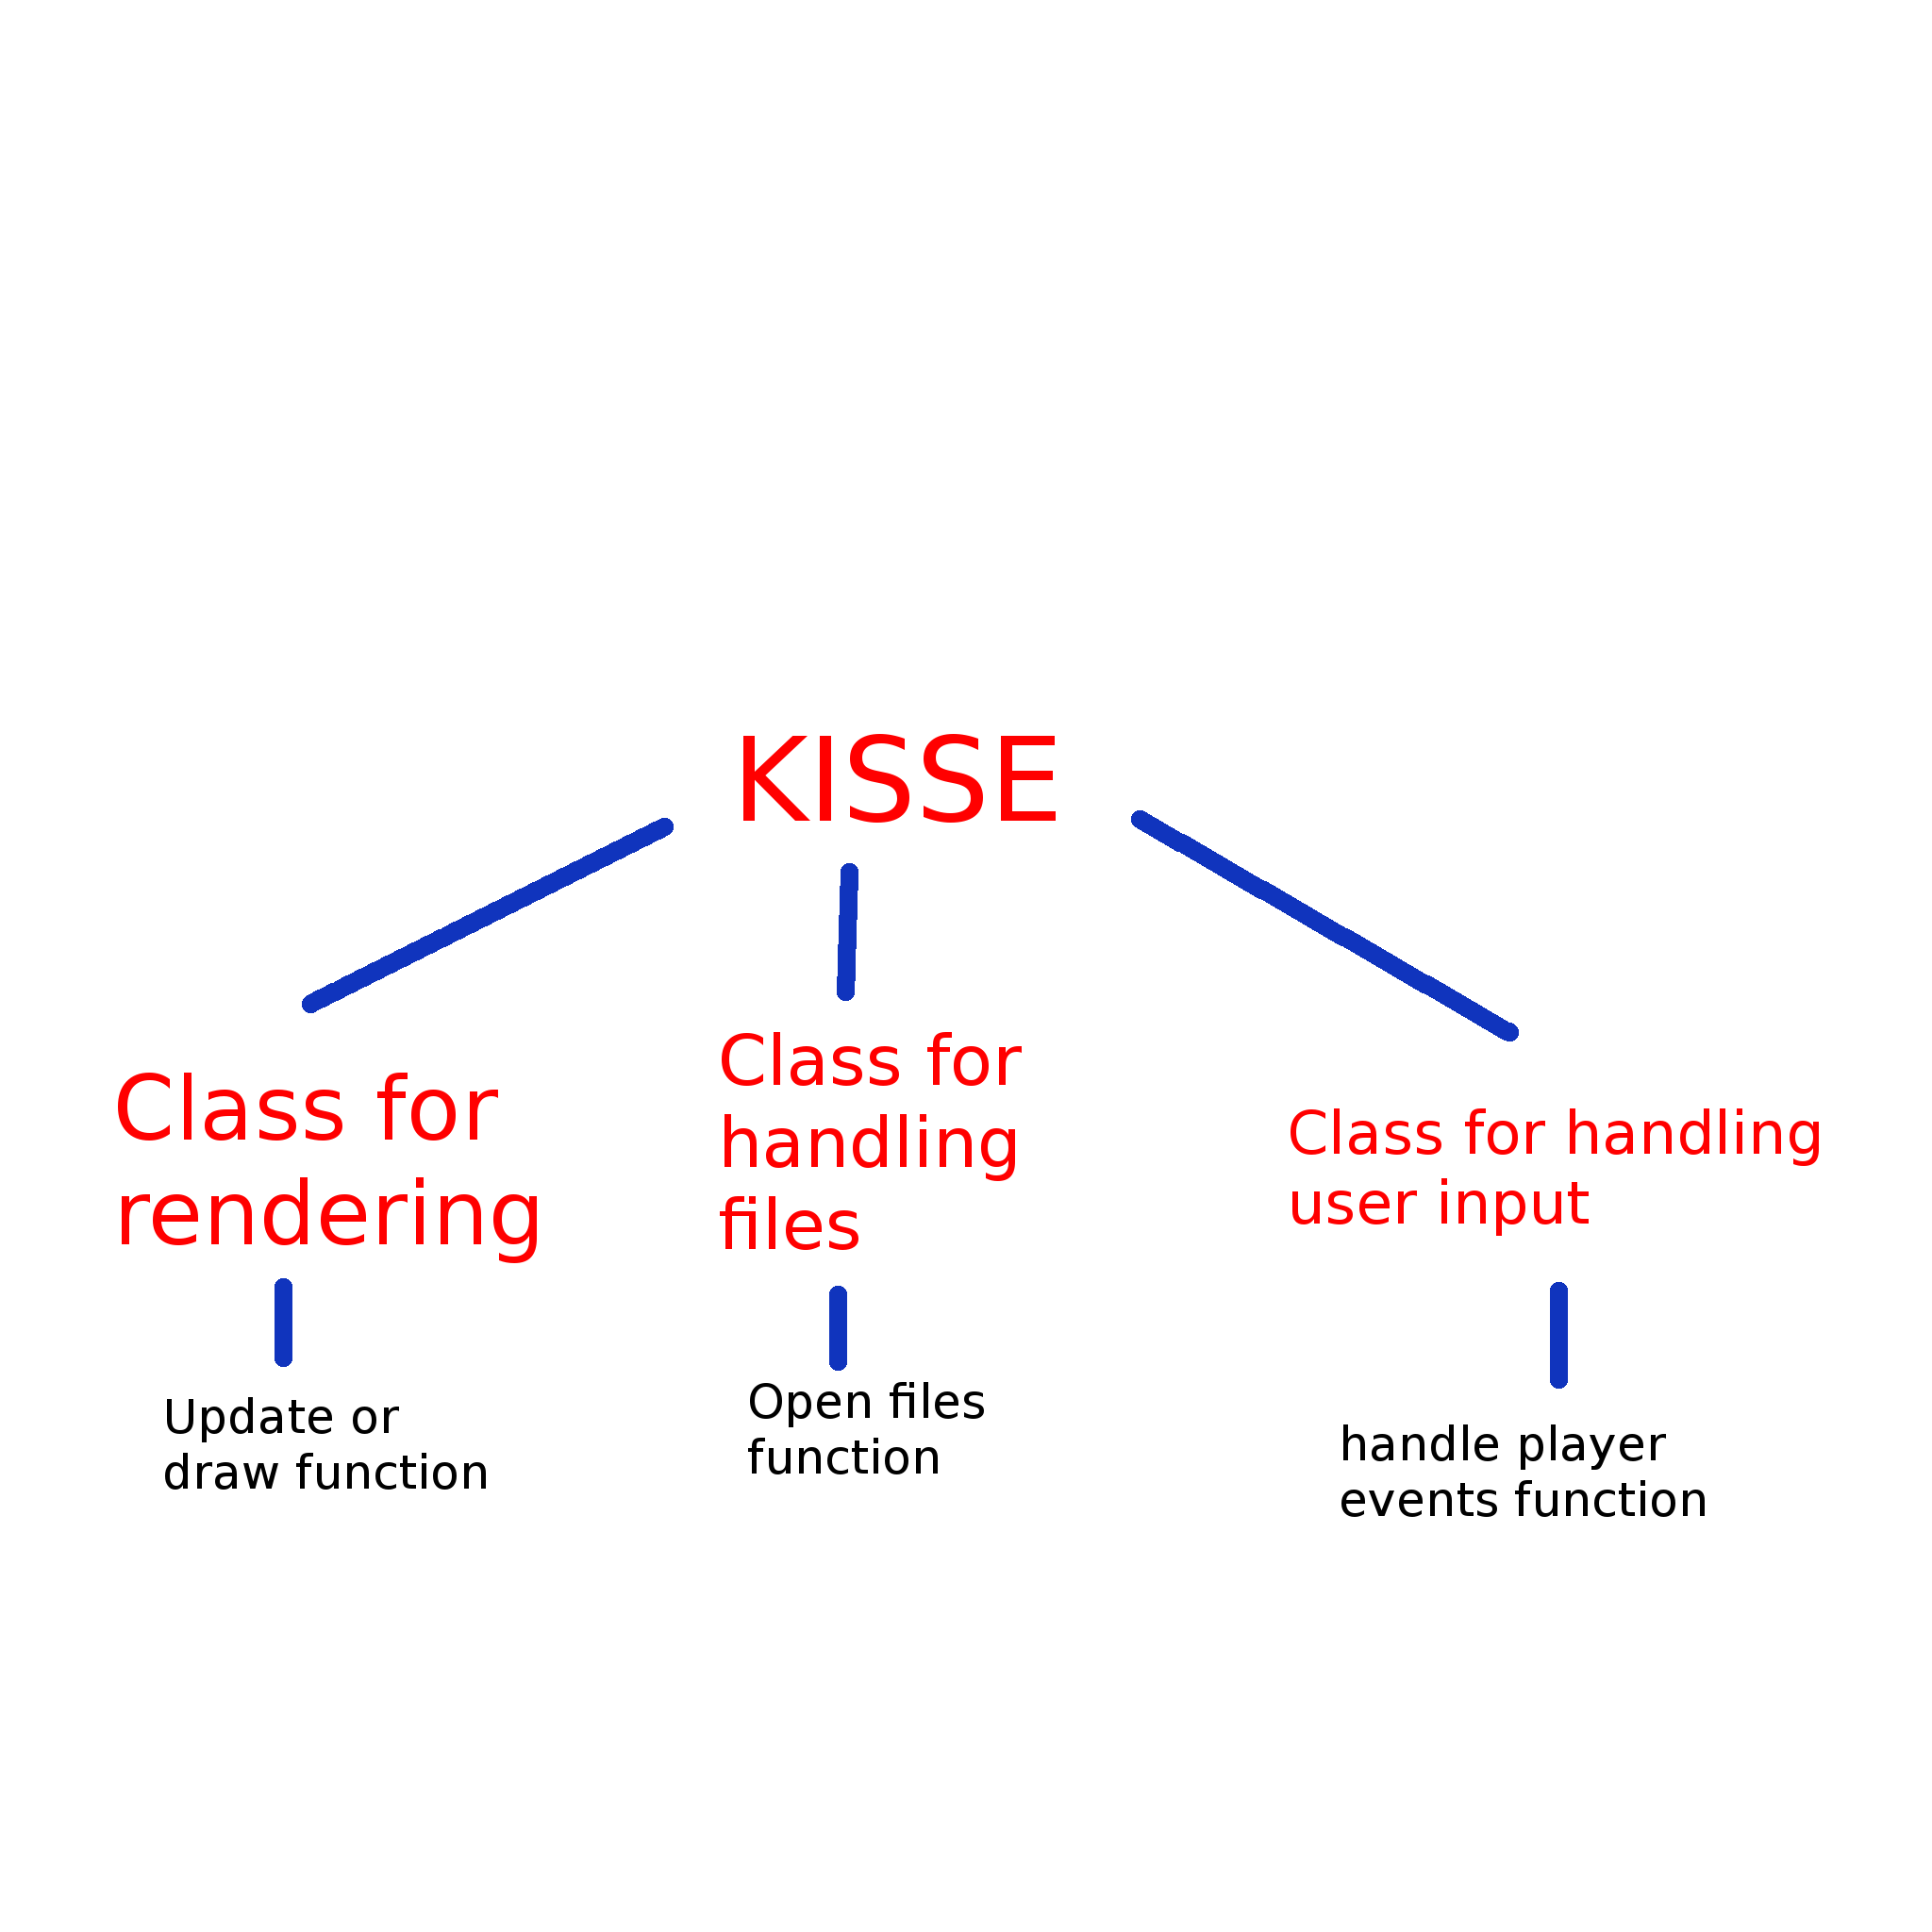 KISSE
Class for
rendering
Class for
handling
files
Class for handling
user input
Update or
draw function
Open files
function
handle player
events function